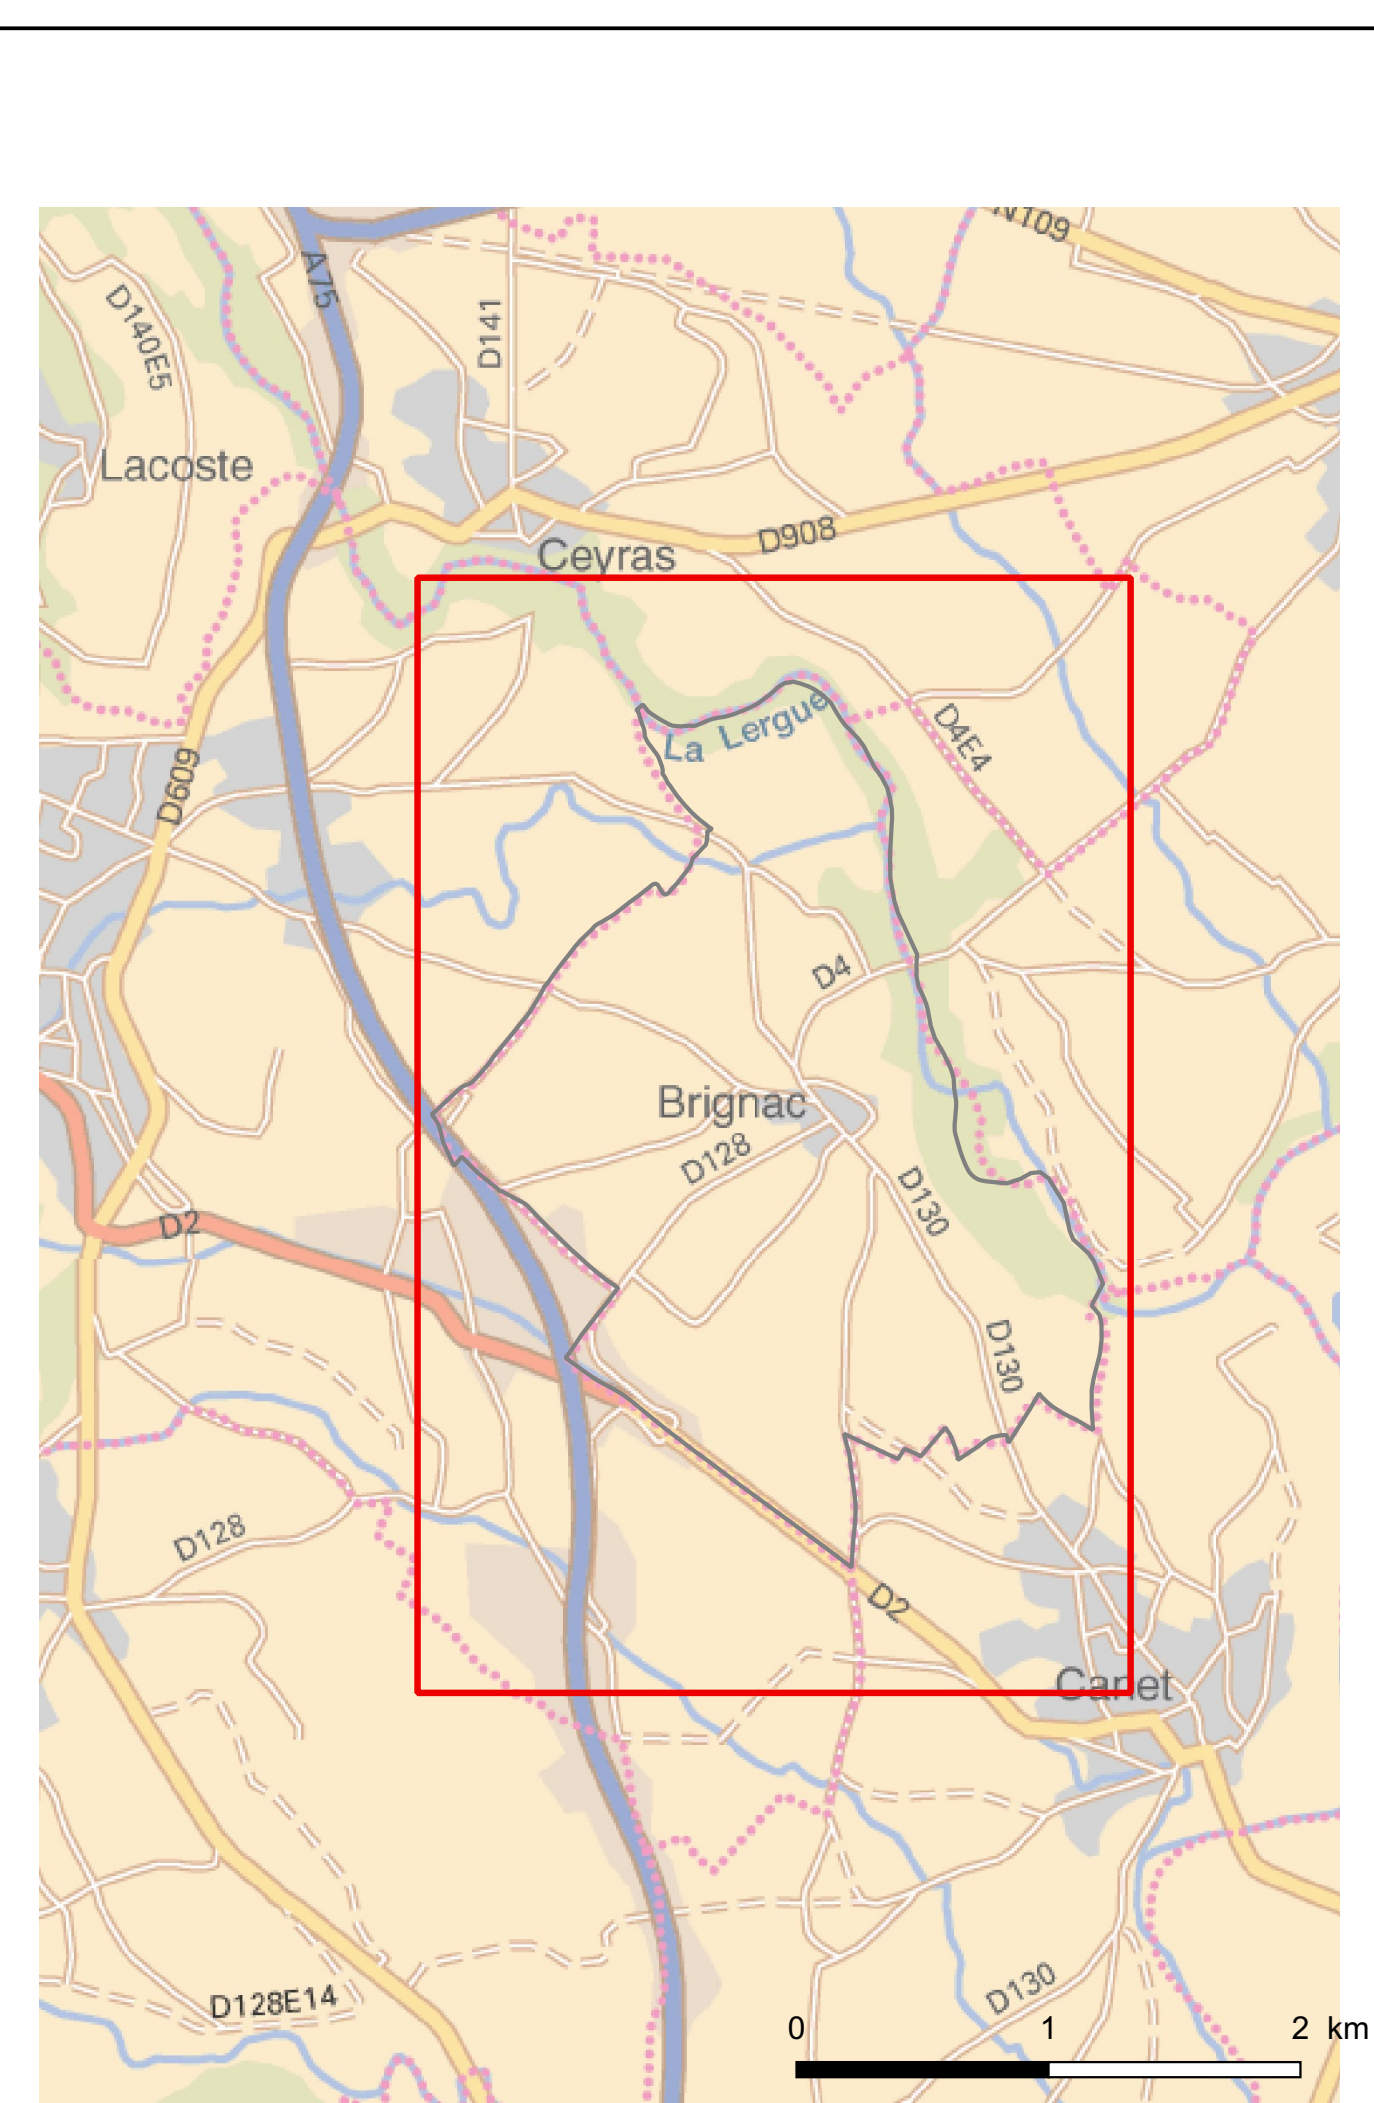 N109
A75
D140E5
D141
Lacoste
D908
Ceyras
La Lergue
D4E4
D609
D4
Brignac
D128
D130
D2
D130
D128
D2
Canet
D128E14
D130
0 1 2 km